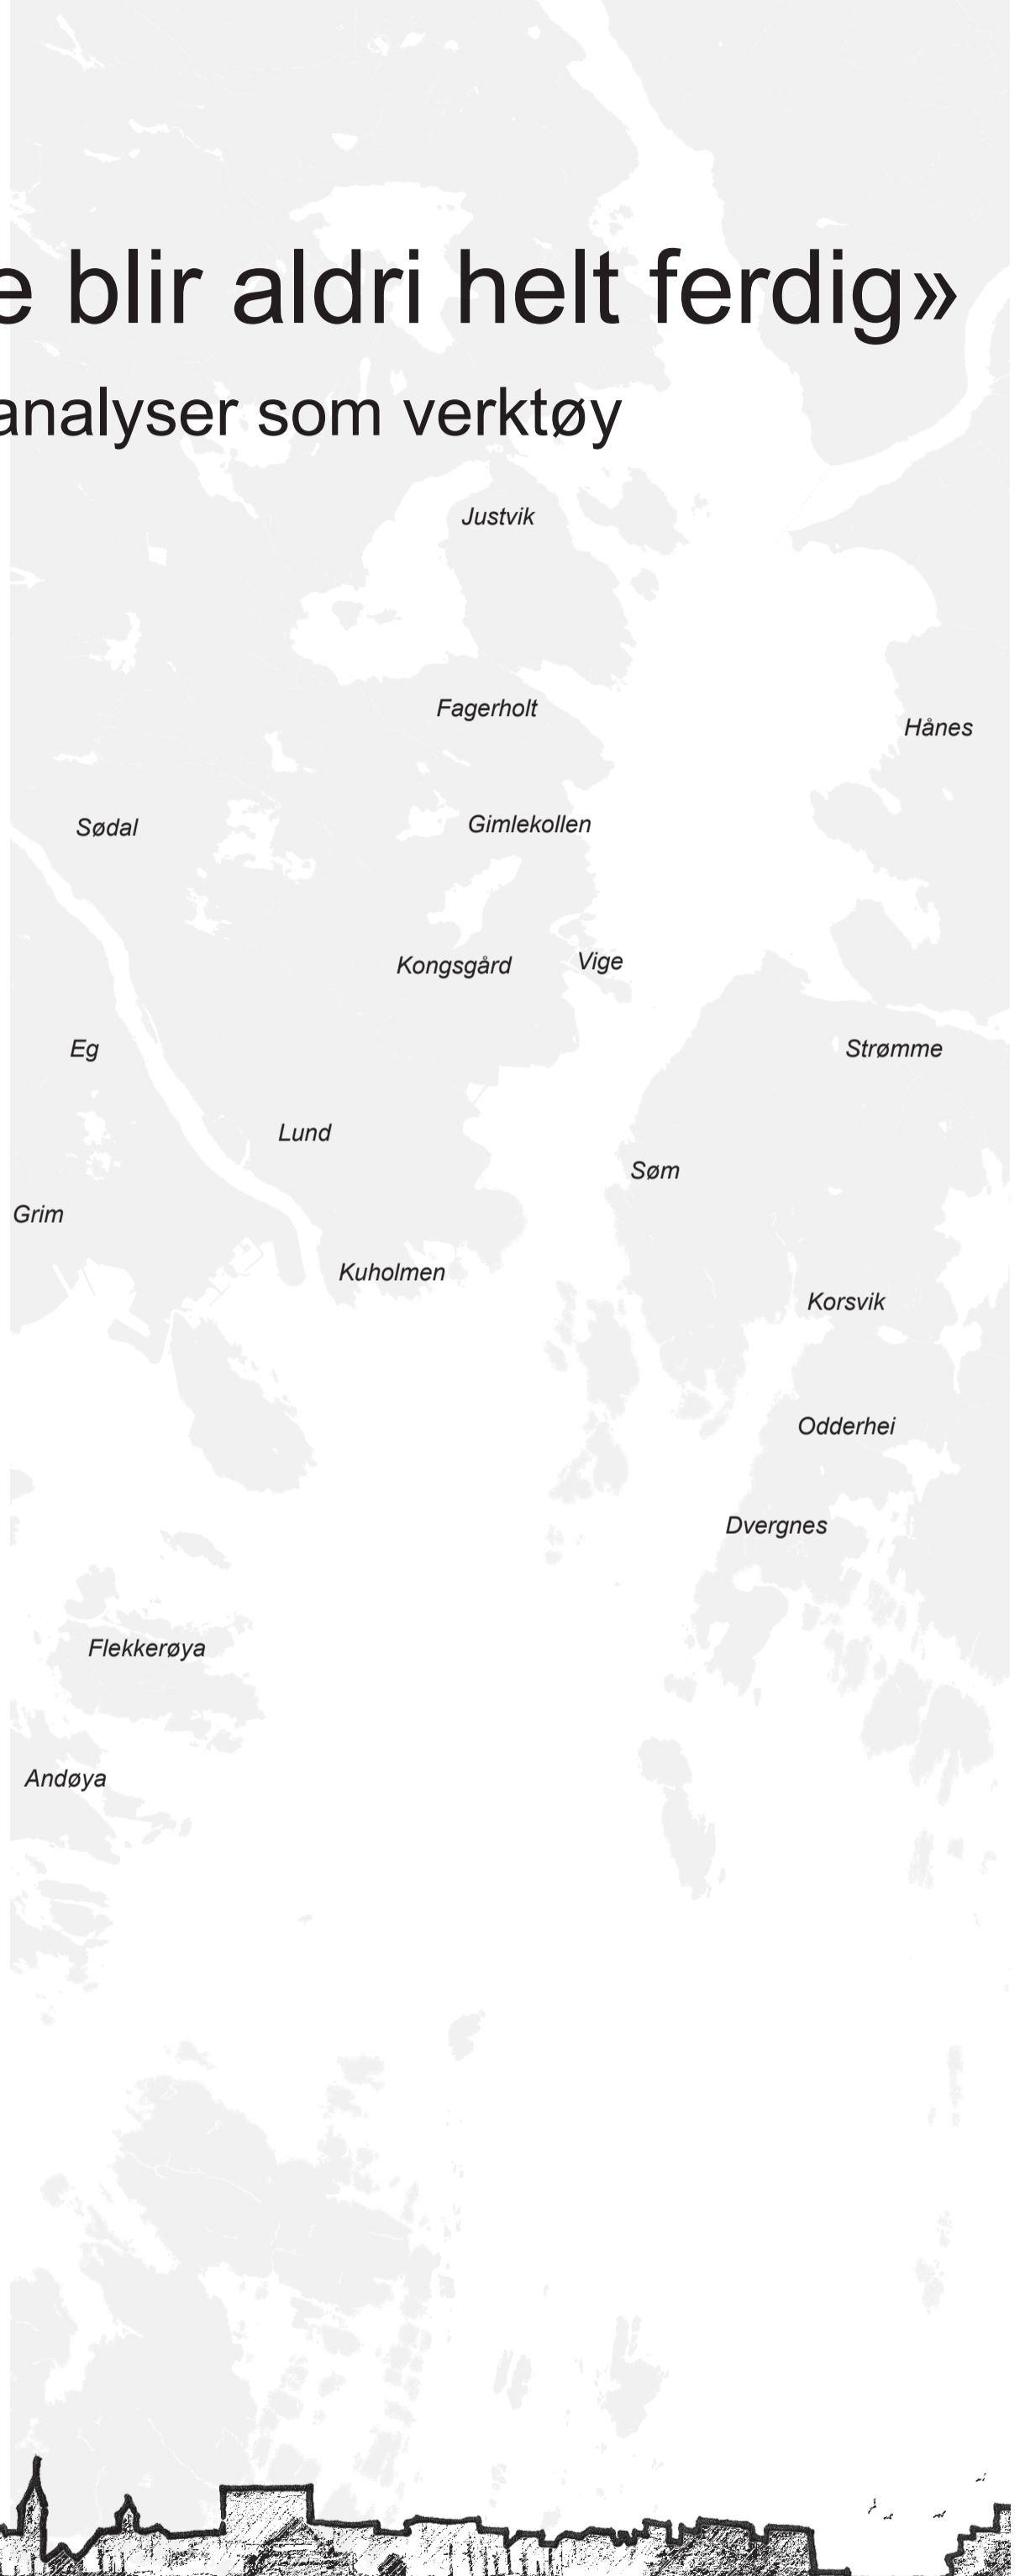 e blir aldri helt ferdig»
analyser som verktøy
Justvik
Fagerholt
Hånes
Sødal
Gimlekollen
Kongsgård
Vige
Eg
Strømme
Lund
Søm
Grim
Kuholmen
Korsvik
Odderhei
Dvergnes
Flekkerøya
Andøya